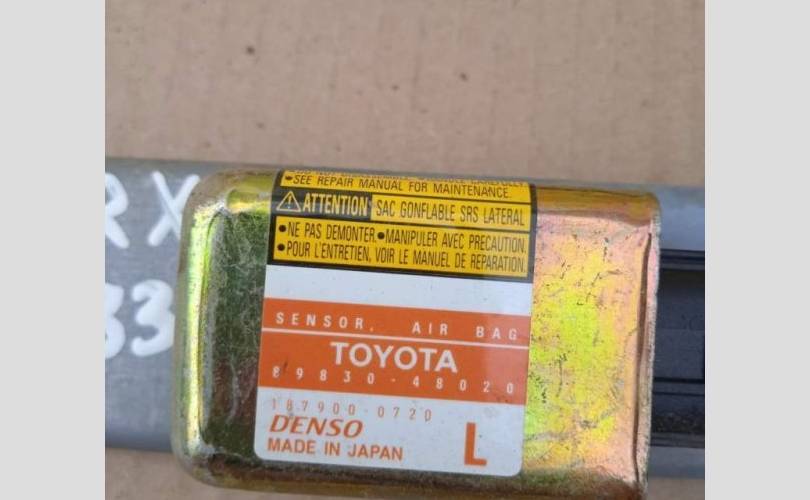 •SEE REPAIR MANUAL FOR MAINTENANCE.
ATTENTION SAC GONFLABLE SRS LATERAL
•NE PAS DEMONTER.•MANIPULER AVEC PRECAUTION.
•POUR L'ENTRETIEN, VOIR LE MANUEL DE REPARATION.
SENSOR, AIR BAG
TOYOTA
89830-48020
187900-0720
DENSO
MADE IN JAPAN
L
RX
33